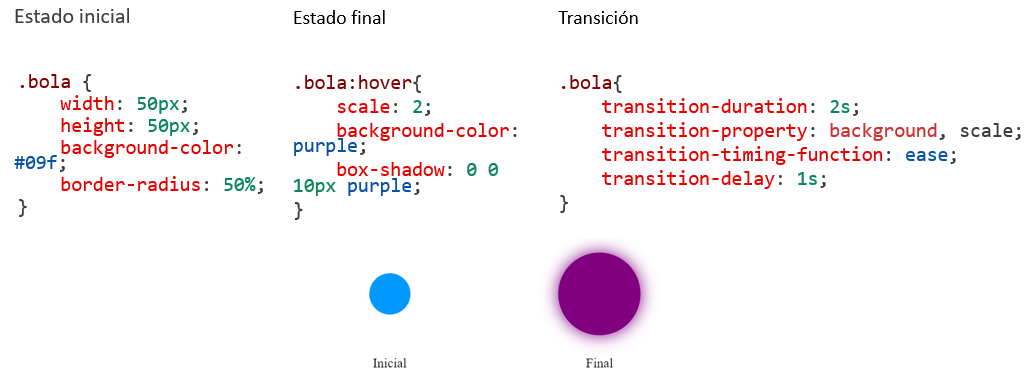 Estado inicial
.bola {
width: 50px;
height: 50px;
background-color:
#09f;
border-radius: 50%;
}
Estado final
.bola:hover{
scale: 2;
background-color:
purple;
box-shadow: 0 0
10px purple;
}
Transición
.bola{
transition-duration: 2s;
transition-property: background, scale;
transition-timing-function: ease;
transition-delay: 1s;
}
Inicial
Final